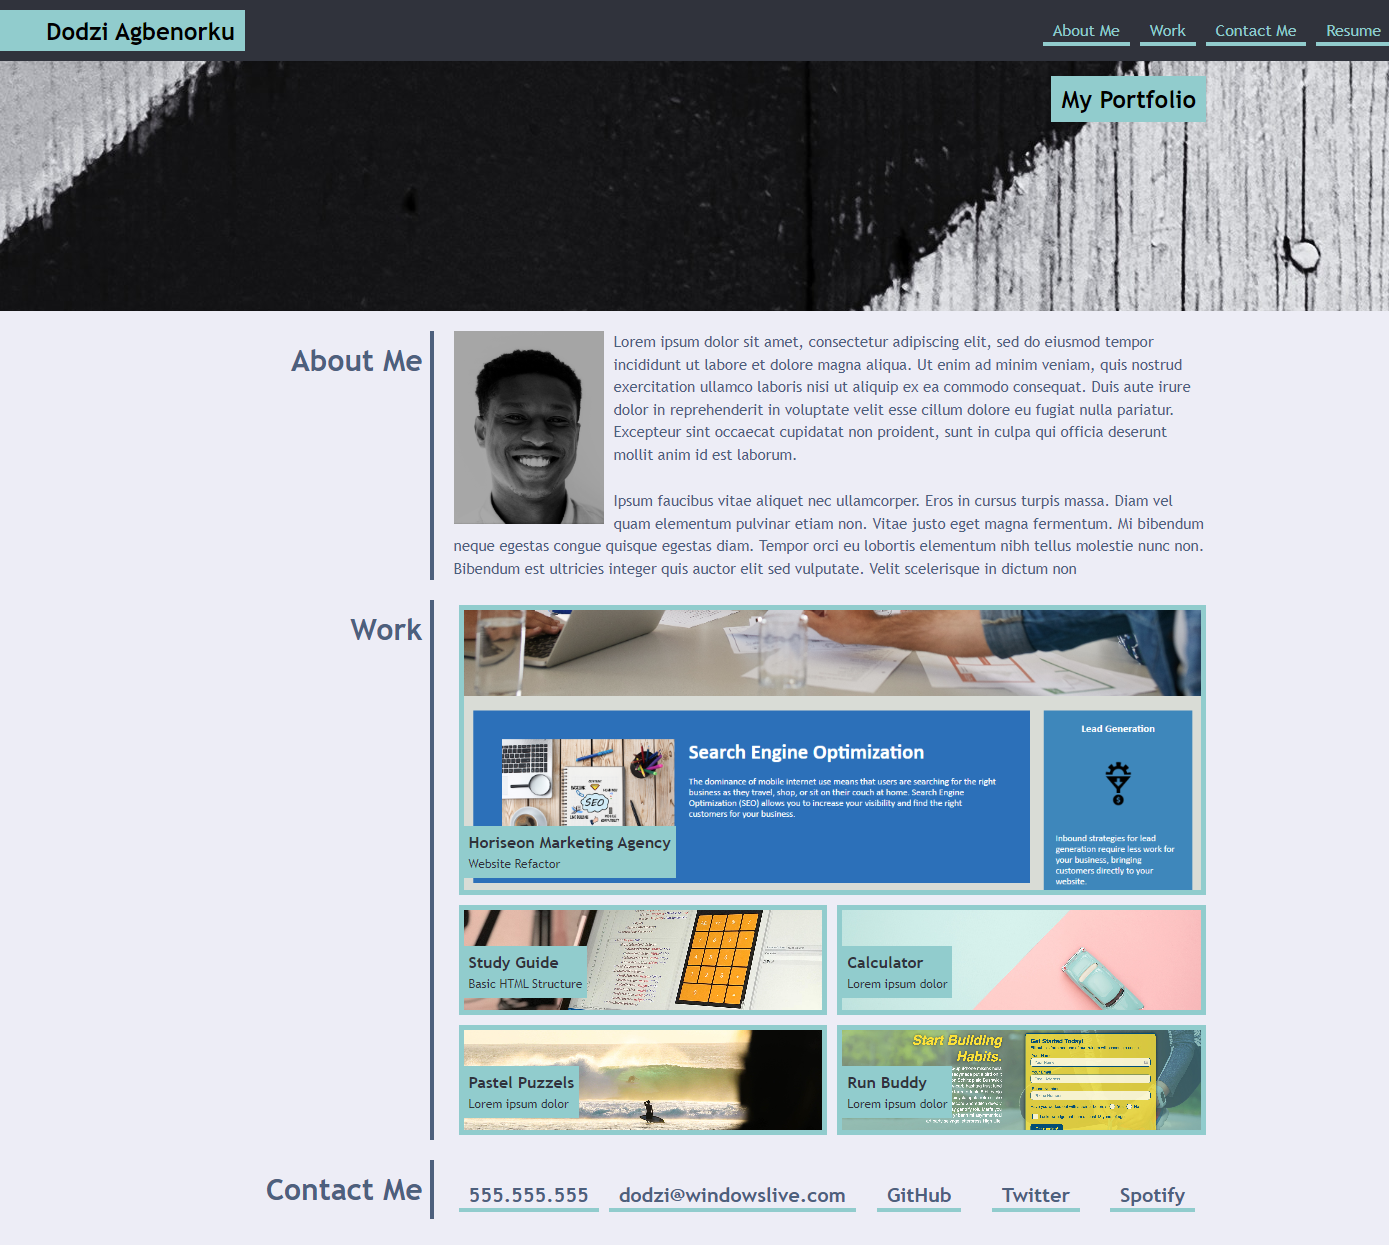 Dodzi Agbenorku
About Me
Work
Contact Me
Resume
My Portfolio
About Me
Lorem ipsum dolor sit amet, consectetur adipiscing elit, sed do eiusmod tempor
incididunt ut labore et dolore magna aliqua. Ut enim ad minim veniam, quis nostrud
exercitation ullamco laboris nisi ut aliquip ex ea commodo consequat. Duis aute irure
dolor in reprehenderit in voluptate velit esse cillum dolore eu fugiat nulla pariatur.
Excepteur sint occaecat cupidatat non proident, sunt in culpa qui officia deserunt
mollit anim id est laborum.
Ipsum faucibus vitae aliquet nec ullamcorper. Eros in cursus turpis massa. Diam vel
quam elementum pulvinar etiam non. Vitae justo eget magna fermentum. Mi bibendum
neque egestas congue quisque egestas diam. Tempor orci eu lobortis elementum nibh tellus molestie nunc non.
Bibendum est ultricies integer quis auctor elit sed vulputate. Velit scelerisque in dictum non
Work
Search Engine Optimization
The dominance of mobile internet use means that users are searching for the right
business as they travel, shop, or sit on their couch at home. Search Engine
Optimization (SEO) allows you to increase your visibility and find the right
customers for your business.
SEO
Lead Generation
Inbound strategies for lead
generation require less work for
your business, bringing
customers directly to your
website.
Horiseon Marketing Agency
Website Refactor
Study Guide
Basic HTML Structure
Calculator
Lorem ipsum dolor
Pastel Puzzels
Lorem ipsum dolor
Start Building
Habits.
Get Started Today!
Run Buddy
Lorem ipsum dolor
Contact Me
555.555.555
dodzi@windowslive.com
GitHub
Twitter
Spotify